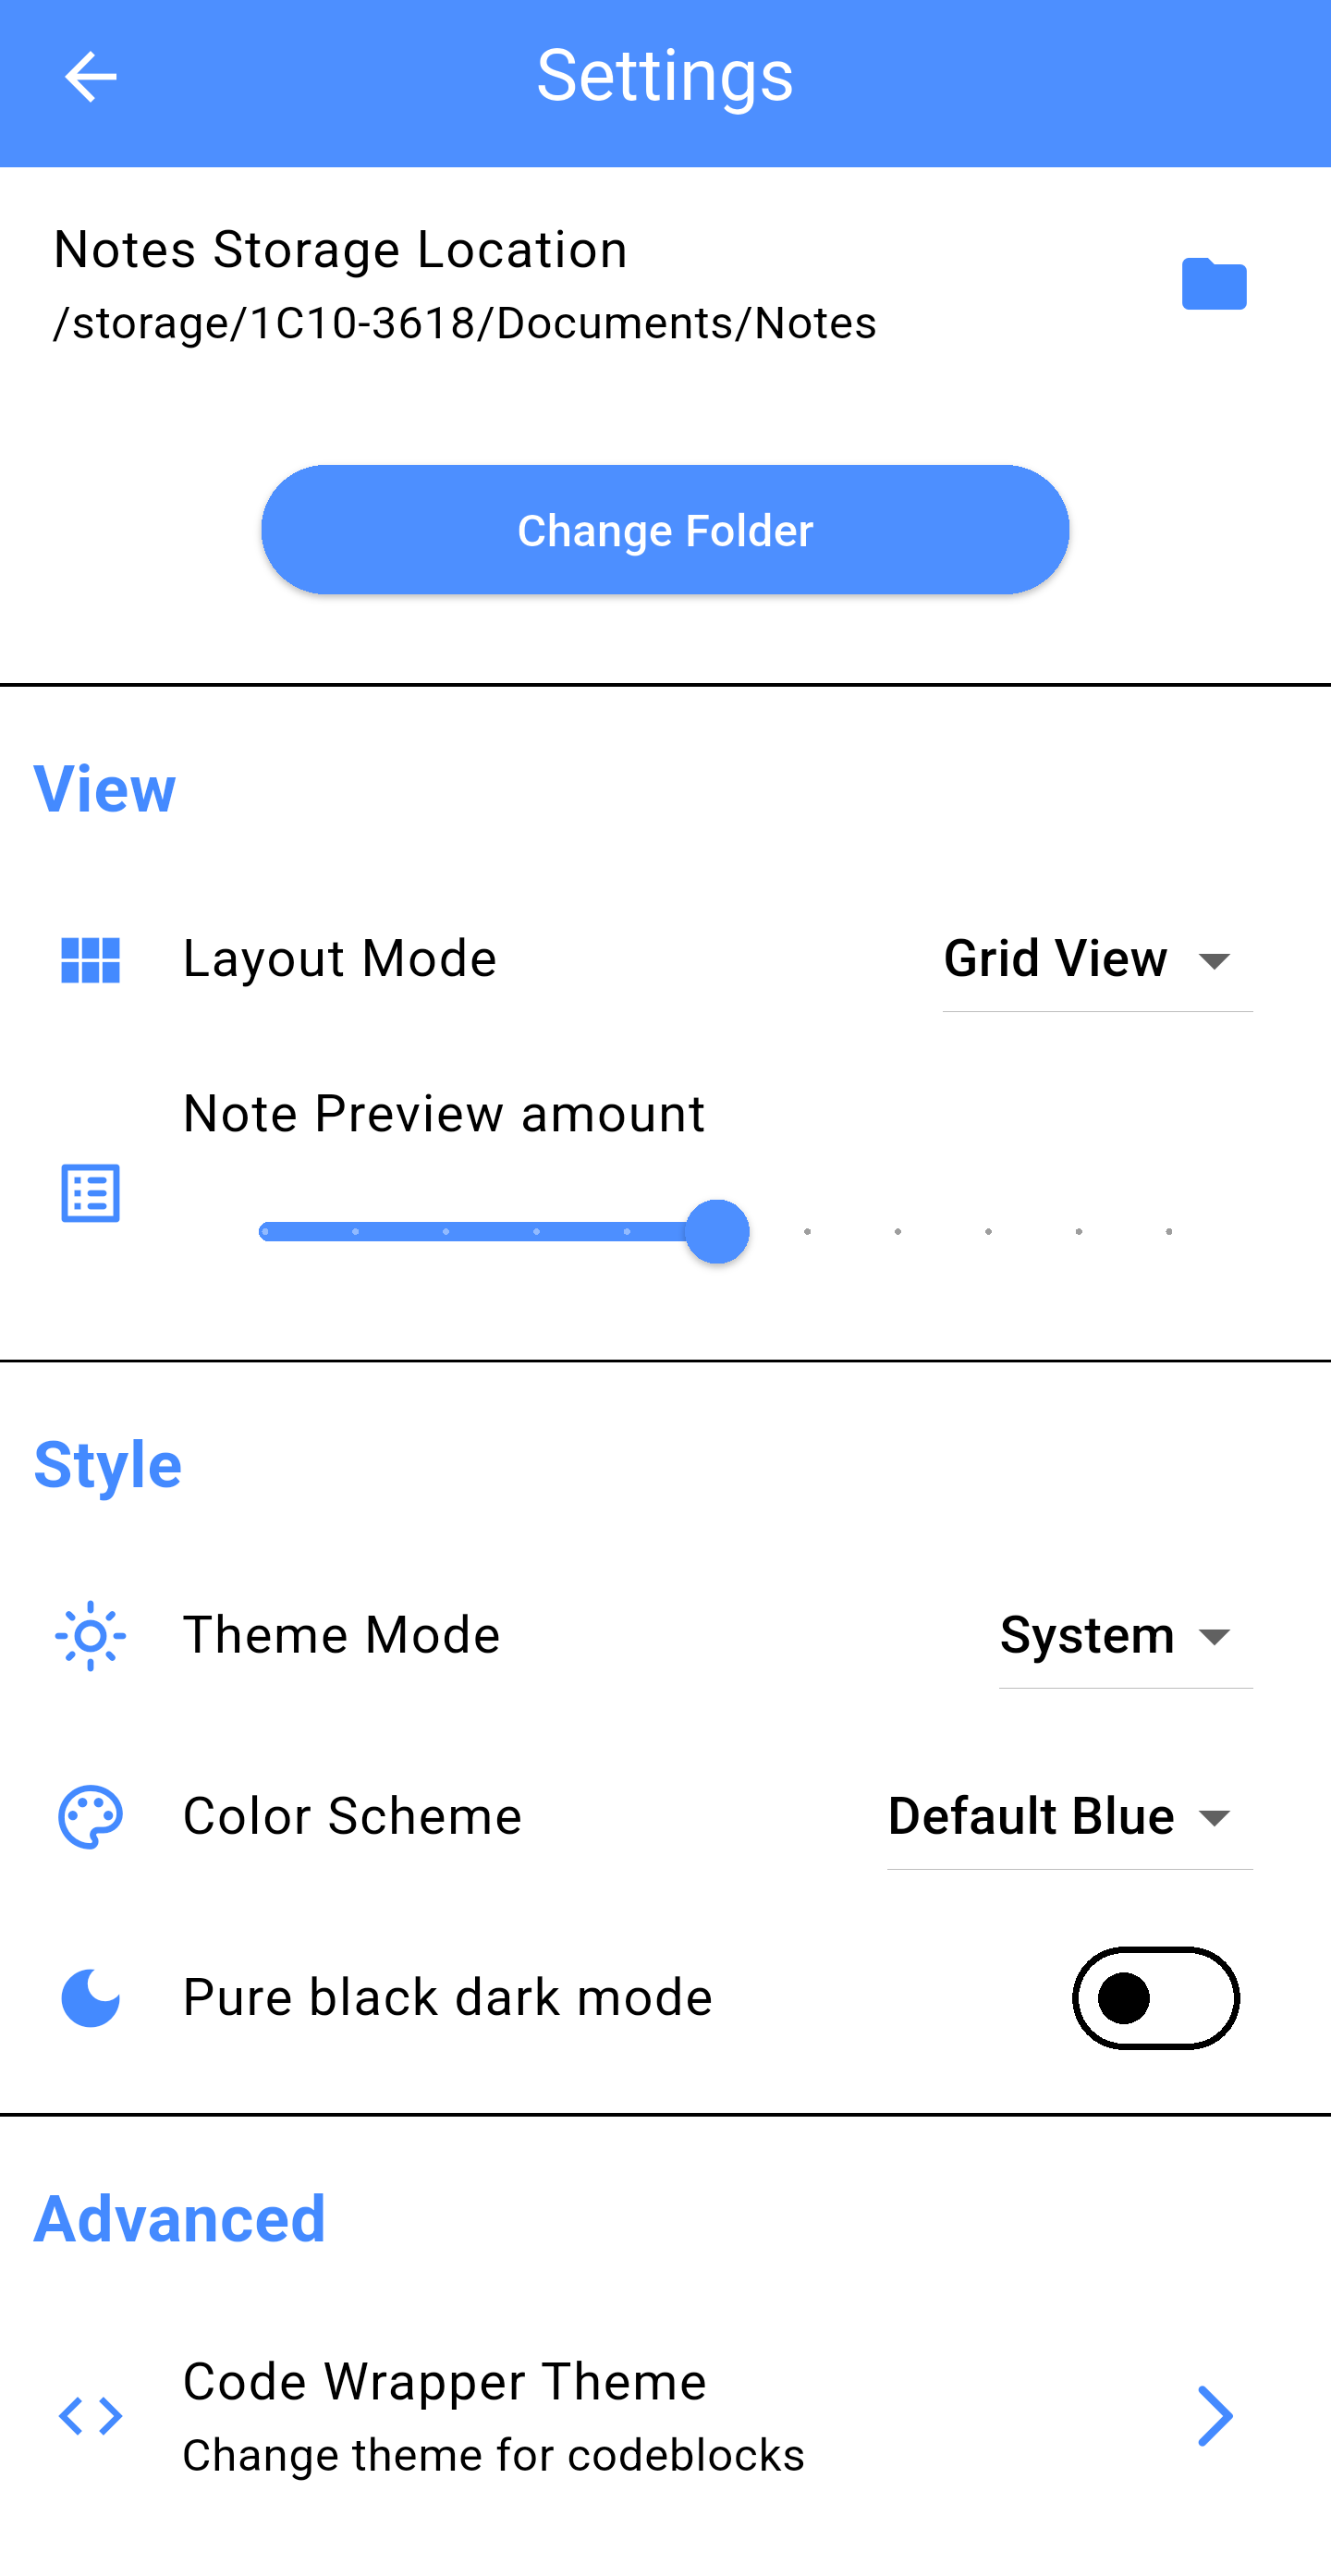 Settings
Notes Storage Location
/storage/1C10-3618/Documents/Notes
Change Folder
View
Layout Mode
Grid View
Note Preview amount
Style
Theme Mode
System
Color Scheme
Default Blue
Pure black dark mode
Advanced
Code Wrapper Theme
Change theme for codeblocks